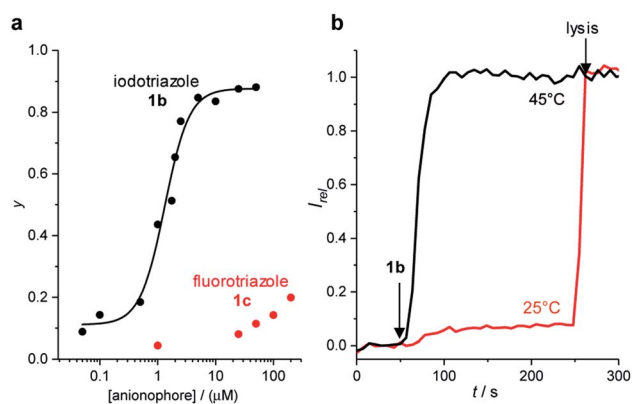 a
b
lysis
1.0
0.8
0.6
0.4
0.2
0.0
y
iodotriazole
1b
fluorotriazole
1c
0.1
1
10
100
[anionophore] / (μM)
1.0
0.8
0.6
0.4
0.2
0.0
I_rel
45°C
1b
25°C
0
100
200
300
t / s